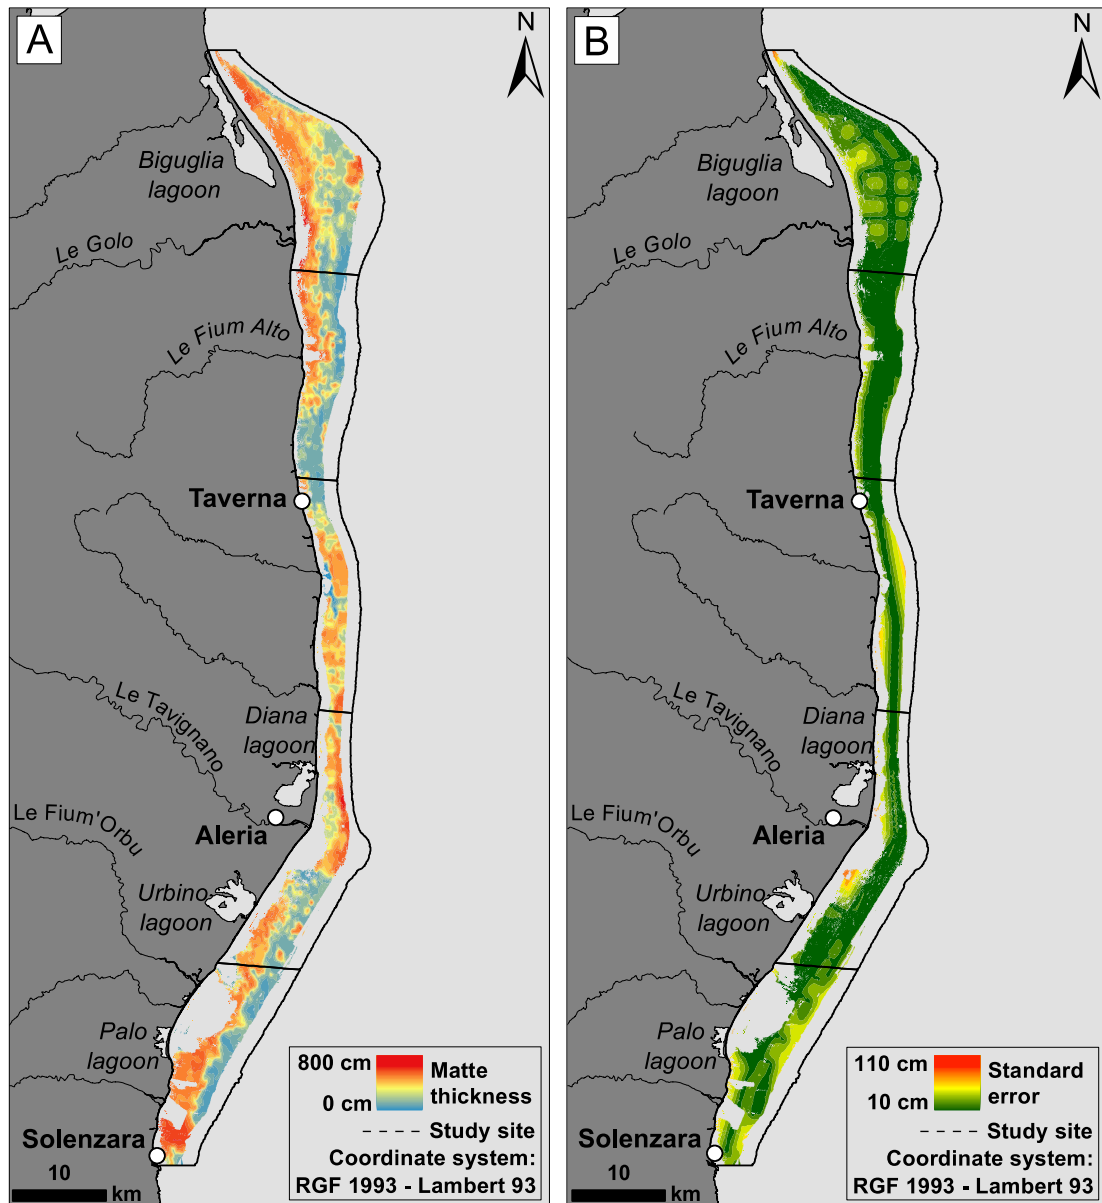 A
N
Biguglia
lagoon
Le Golo
Le Fium Alto
Taverna
Le Tavignano
Diana
lagoon
Le Fium'Orbu
Aleria
Urbino
lagoon
Palo
lagoon
Solenzara
10
km
800 cm
0 cm
Matte
thickness
Study site
Coordinate system:
RGF 1993 - Lambert 93
B
N
Biguglia
lagoon
Le Golo
Le Fium Alto
Taverna
Le Tavignano
Diana
lagoon
Le Fium'Orbu
Aleria
Urbino
lagoon
Palo
lagoon
Solenzara
10
km
110 cm
10 cm
Standard
error
Study site
Coordinate system:
RGF 1993 - Lambert 93